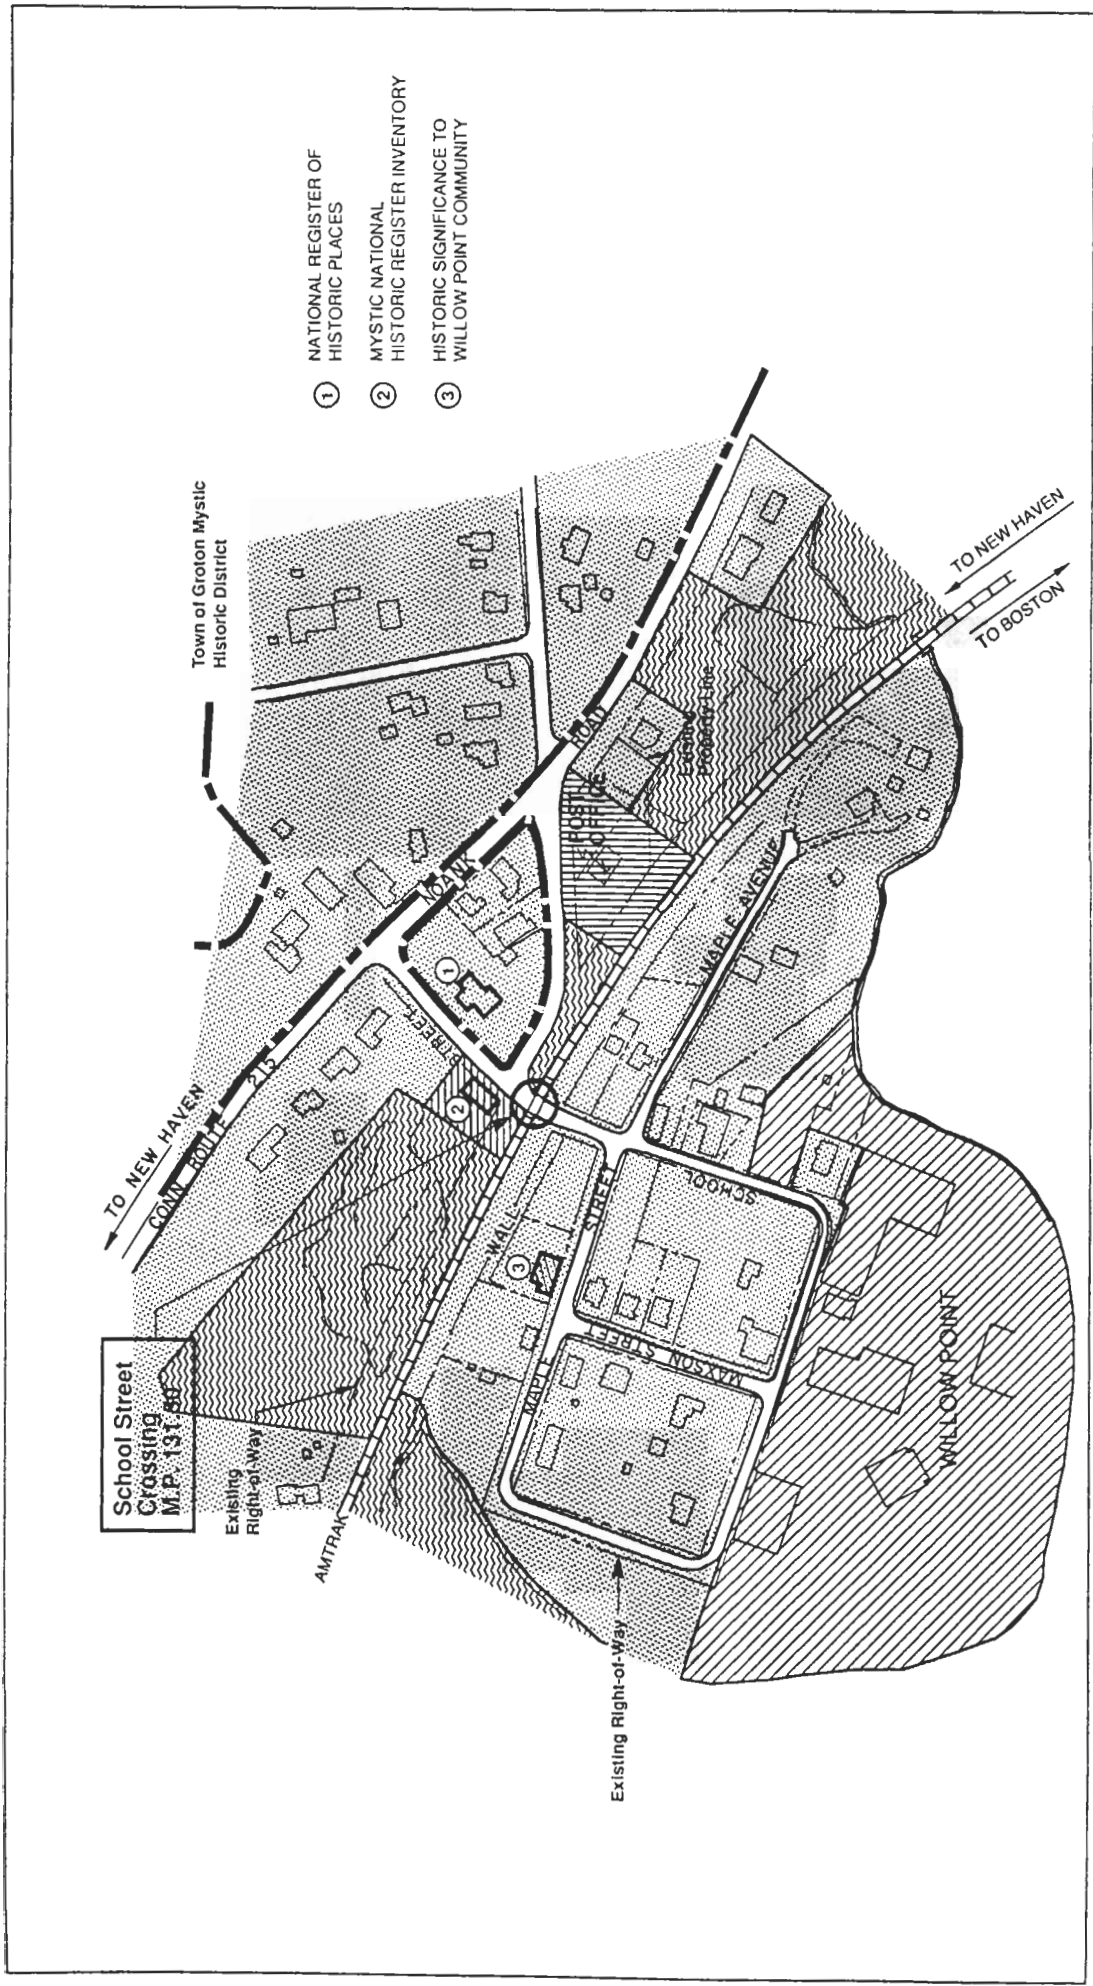 School Street
Crossing
M.P. 131.50
Existing
Right-of-Way
AMTRAK
TO NEW HAVEN
CONN ROUTE 215
Town of Groton Mystic
Historic District
1 NATIONAL REGISTER OF
HISTORIC PLACES
2 MYSTIC NATIONAL
HISTORIC REGISTER INVENTORY
3 HISTORIC SIGNIFICANCE TO
WILLOW POINT COMMUNITY
NOANK
ROAD
STREET
1
2
3
POST
OFFICE
Existing
Property Line
WALL
STREET
MAPLE
MAXSON STREET
SCHOOL
MAPLE AVENUE
TO NEW HAVEN
TO BOSTON
WILLOW POINT
Existing Right-of-Way